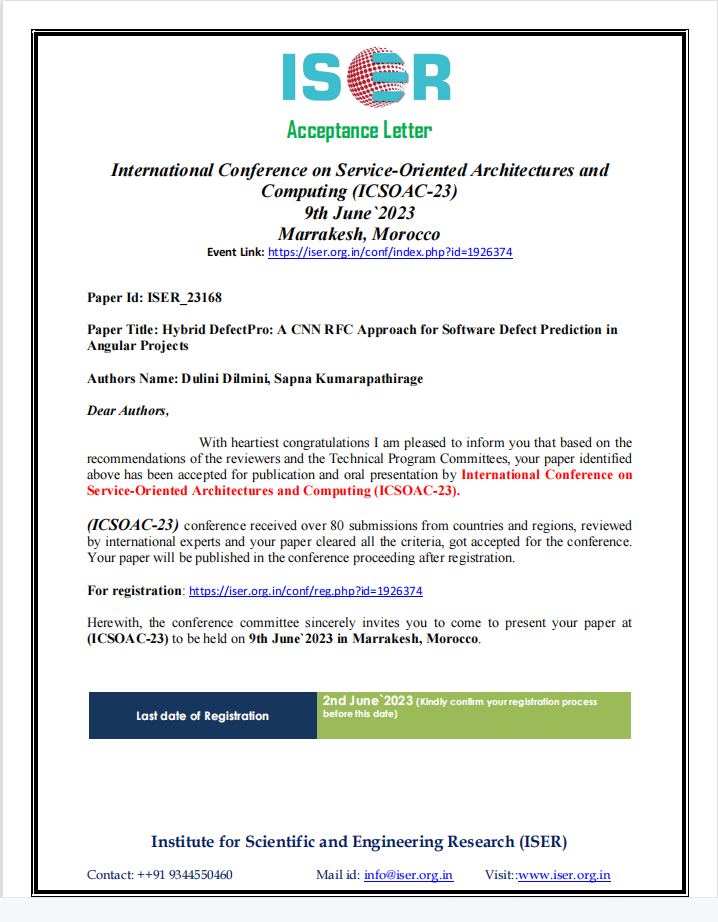 ISER
Acceptance Letter
International Conference on Service-Oriented Architectures and
Computing (ICSOAC-23)
9th June`2023
Marrakesh, Morocco
Event Link: https://iser.org.in/conf/index.php?id=1926374
Paper Id: ISER_23168
Paper Title: Hybrid DefectPro: A CNN RFC Approach for Software Defect Prediction in
Angular Projects
Authors Name: Dulini Dilmini, Sapna Kumarapathirage
Dear Authors,
With heartiest congratulations I am pleased to inform you that based on the
recommendations of the reviewers and the Technical Program Committees, your paper identified
above has been accepted for publication and oral presentation by International Conference on
Service-Oriented Architectures and Computing (ICSOAC-23).
(ICSOAC-23) conference received over 80 submissions from countries and regions, reviewed
by international experts and your paper cleared all the criteria, got accepted for the conference.
Your paper will be published in the conference proceeding after registration.
For registration: https://iser.org.in/conf/reg.php?id=1926374
Herewith, the conference committee sincerely invites you to come to present your paper at
(ICSOAC-23) to be held on 9th June`2023 in Marrakesh, Morocco.
Last date of Registration
2nd June`2023 (Kindly confirm your registration process
before this date)
Institute for Scientific and Engineering Research (ISER)
Contact: ++91 9344550460 Mail id: info@iser.org.in Visit::www.iser.org.in